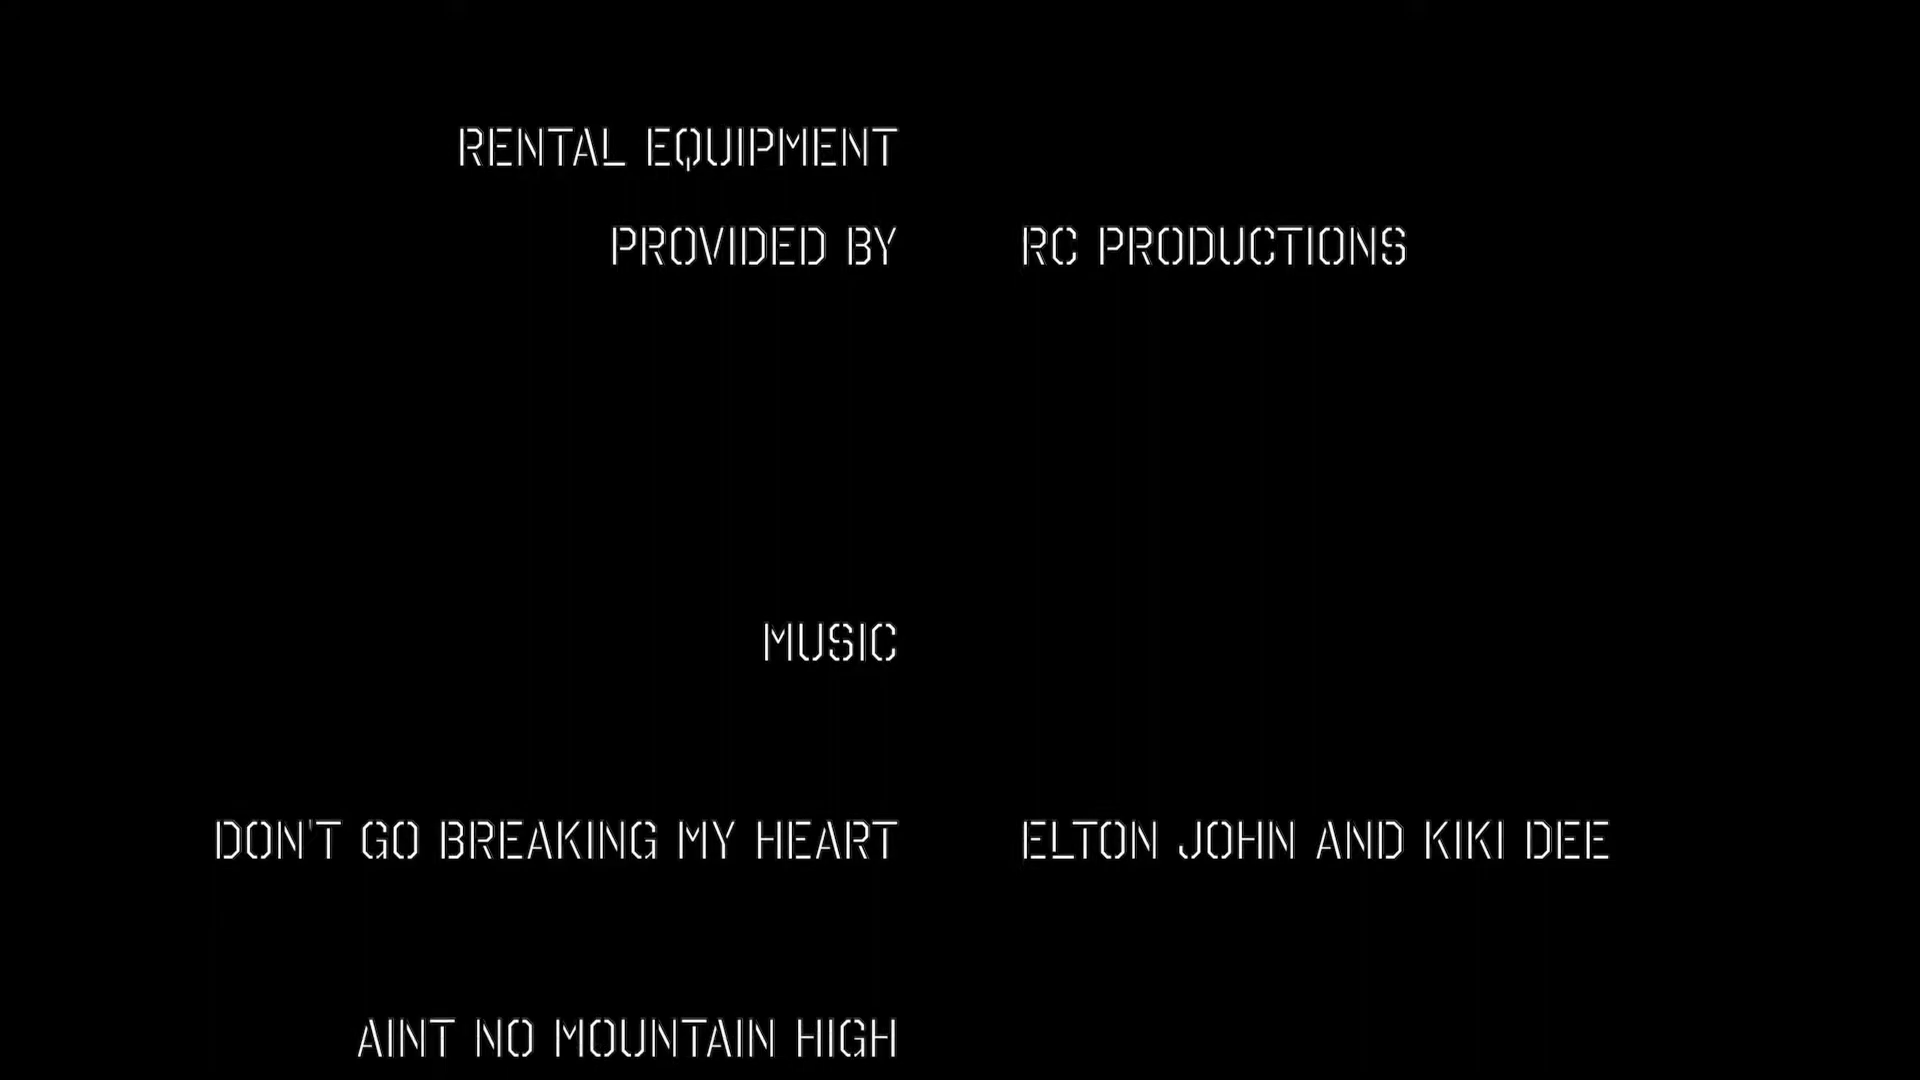 RENTAL EQUIPMENT
PROVIDED BY RC PRODUCTIONS
MUSIC
DON'T GO BREAKING MY HEART ELTON JOHN AND KIKI DEE
AINT NO MOUNTAIN HIGH